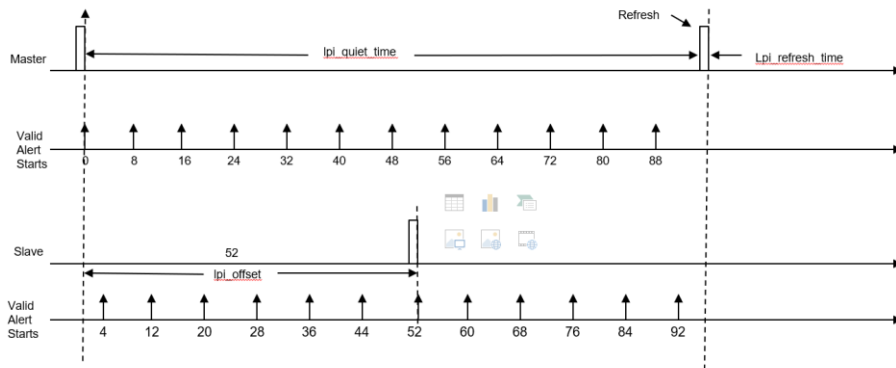 Refresh
Master
lpi_quiet_time
Lpi_refresh_time
Valid
Alert
Starts
0 8 16 24 32 40 48 56 64 72 80 88
Slave
52
lpi_offset
Valid
Alert
Starts
4 12 20 28 36 44 52 60 68 76 84 92